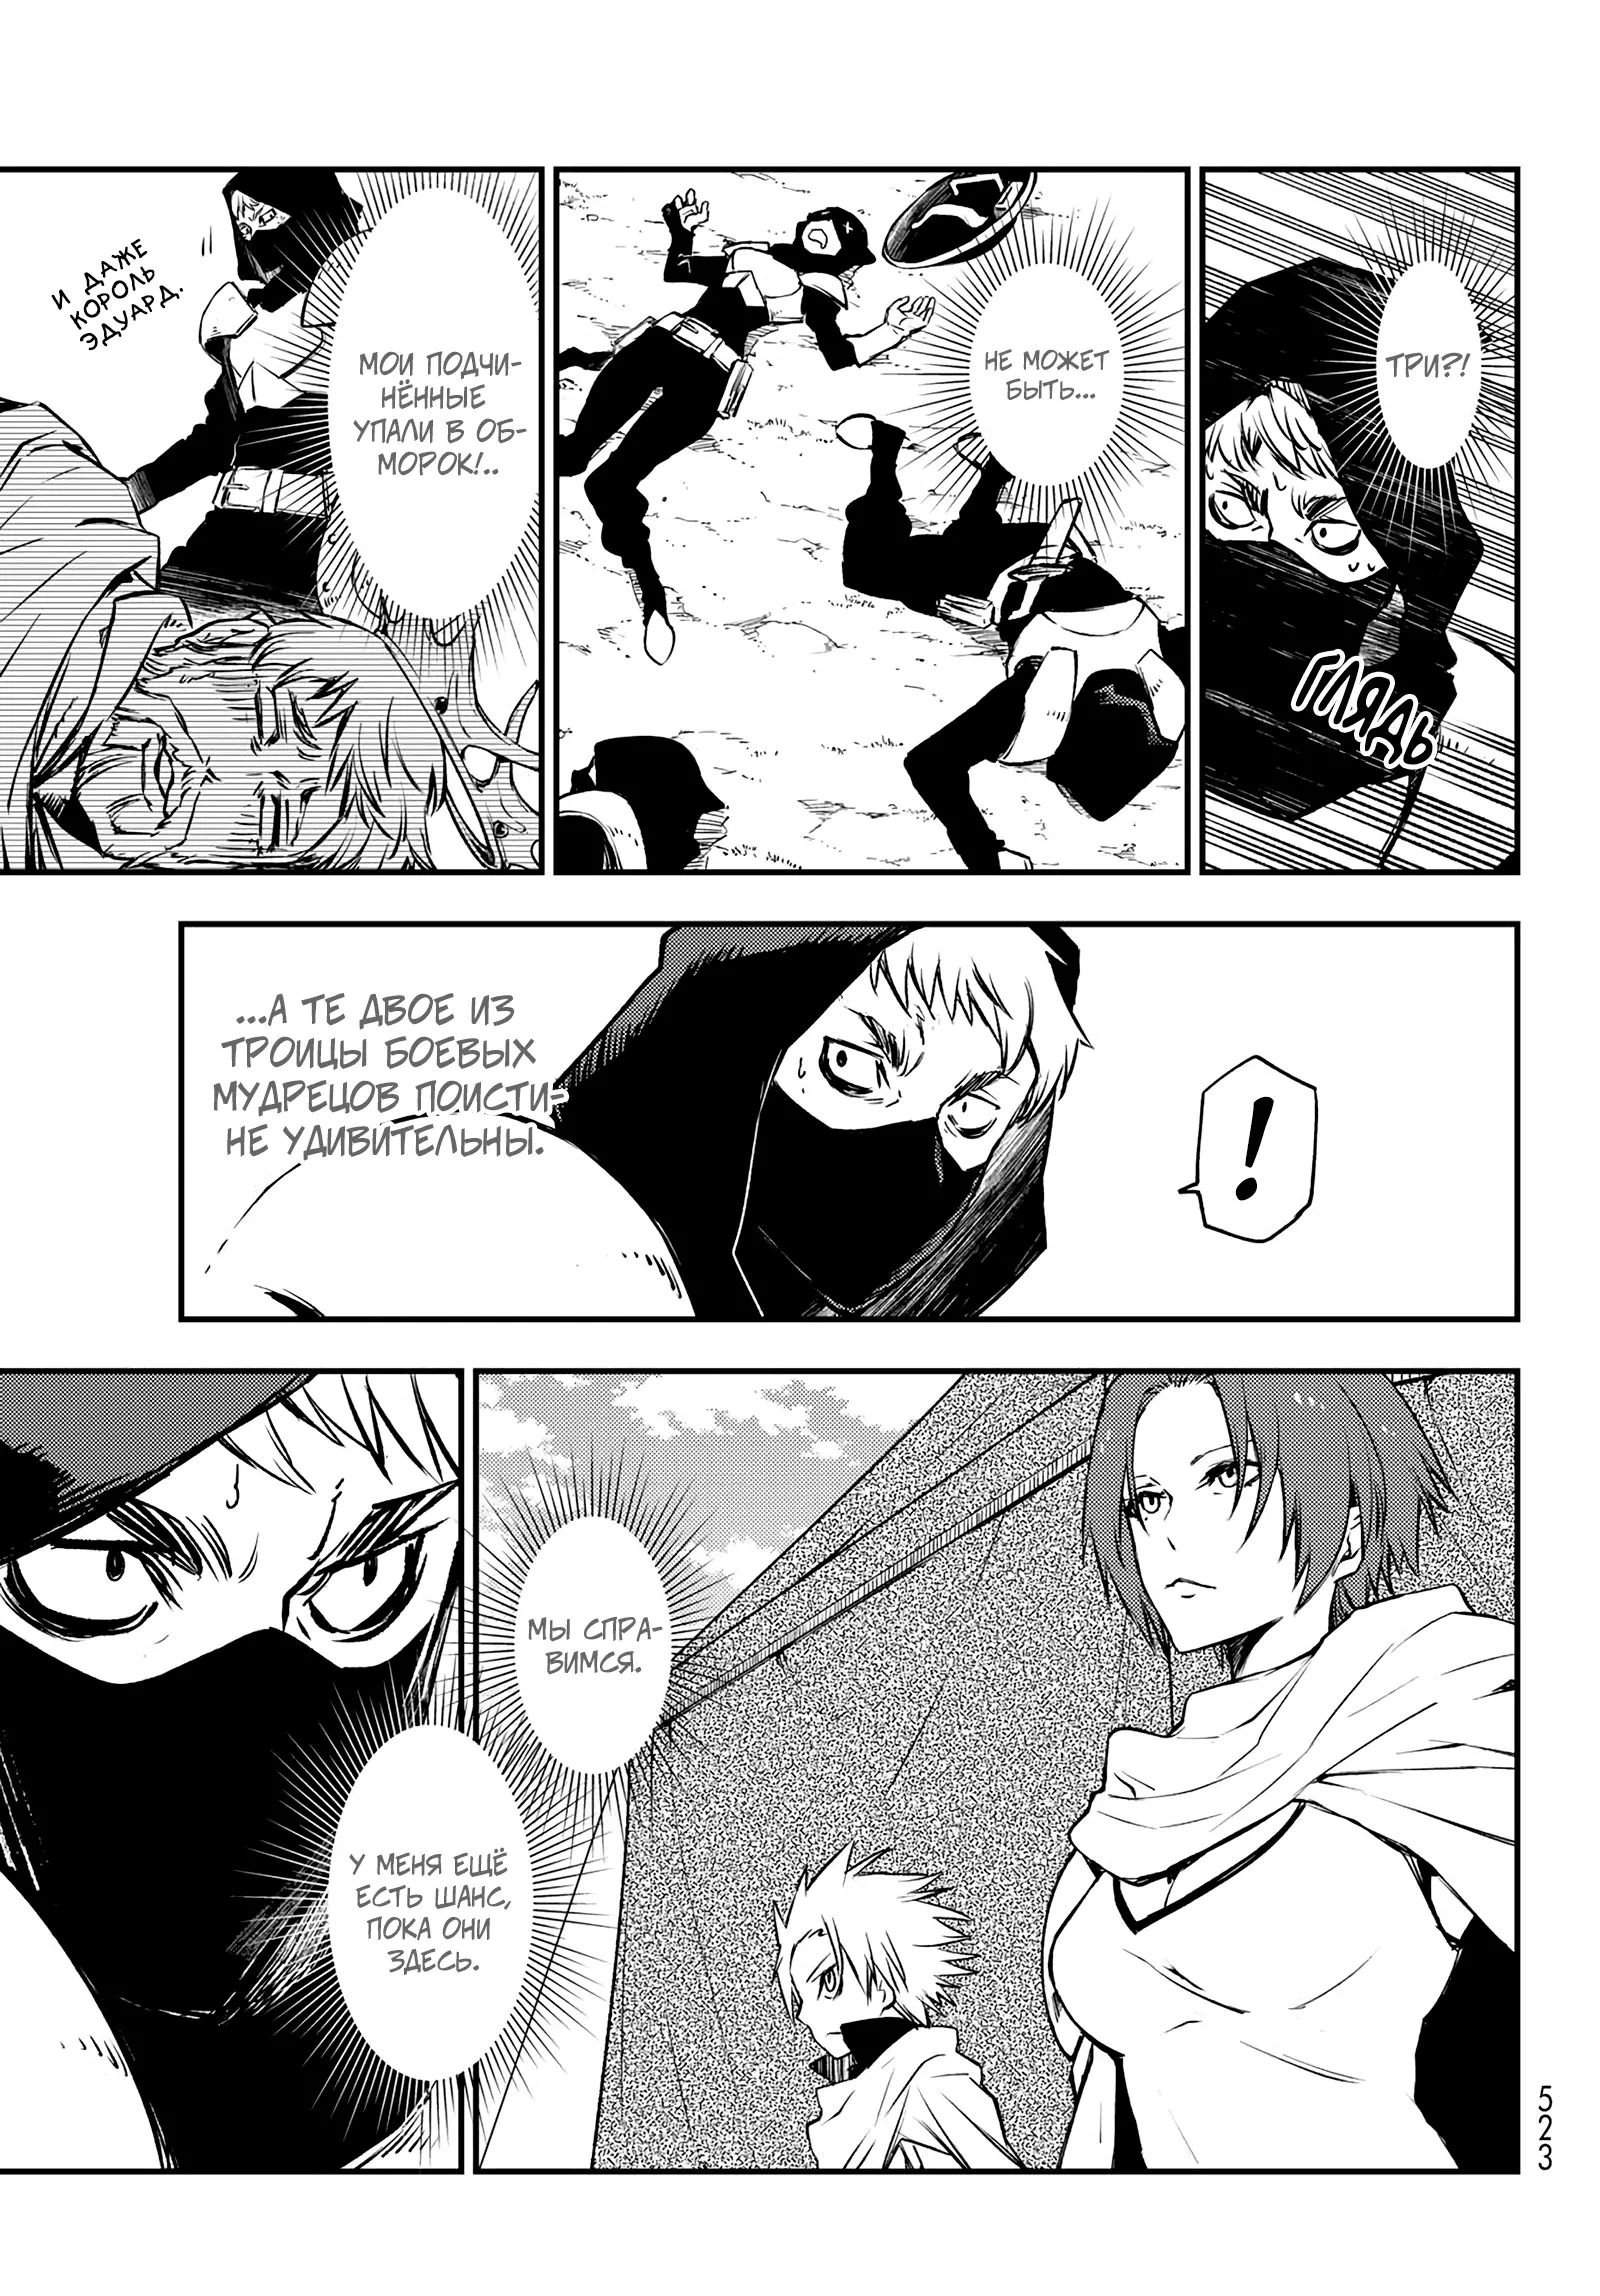 ТРИ?!
ГЛЯДЬ
НЕ МОЖЕТ
БЫТЬ...
МОИ ПОДЧИ-
НЁННЫЕ
УПАЛИ В ОБ-
МОРОК!..
И ДАЖЕ
КОРОЛЬ
ЭДУАРД.
!
...А ТЕ ДВОЕ ИЗ
ТРОИЦЫ БОЕВЫХ
МУДРЕЦОВ ПОИСТИ-
НЕ УДИВИТЕЛЬНЫ.
МЫ СПРА-
ВИМСЯ.
У МЕНЯ ЕЩЁ
ЕСТЬ ШАНС,
ПОКА ОНИ
ЗДЕСЬ.
523